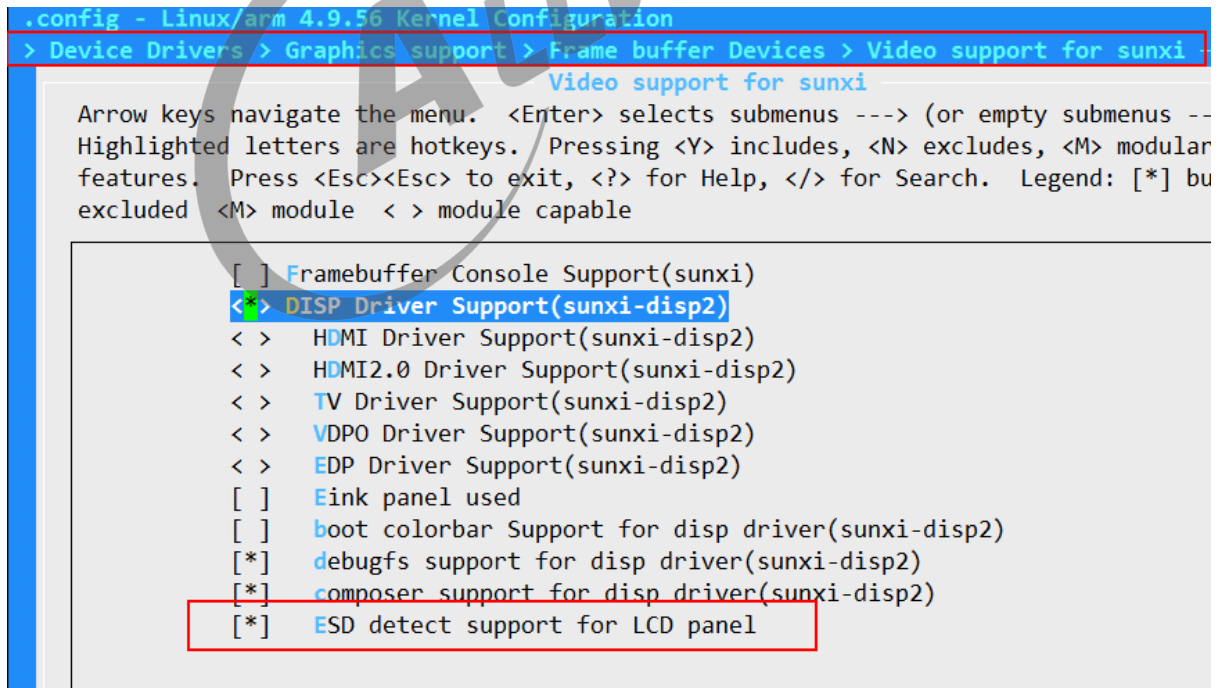 .config - Linux/arm 4.9.56 Kernel Configuration
> Device Drivers > Graphics support > Frame buffer Devices > Video support for sunxi
Video support for sunxi
Arrow keys navigate the menu. <Enter> selects submenus ---> (or empty submenus --
Highlighted letters are hotkeys. Pressing <Y> includes, <N> excludes, <M> modular
features. Press <Esc><Esc> to exit, <?> for Help, </> for Search. Legend: [*] bu
excluded <M> module < > module capable
[ ] Framebuffer Console Support(sunxi)
<*> DISP Driver Support(sunxi-disp2)
< > HDMI Driver Support(sunxi-disp2)
< > HDMI2.0 Driver Support(sunxi-disp2)
< > TV Driver Support(sunxi-disp2)
< > VDPO Driver Support(sunxi-disp2)
< > EDP Driver Support(sunxi-disp2)
[ ] Eink panel used
[ ] boot colorbar Support for disp driver(sunxi-disp2)
[*] debugfs support for disp driver(sunxi-disp2)
[*] composer support for disp driver(sunxi-disp2)
[*] ESD detect support for LCD panel